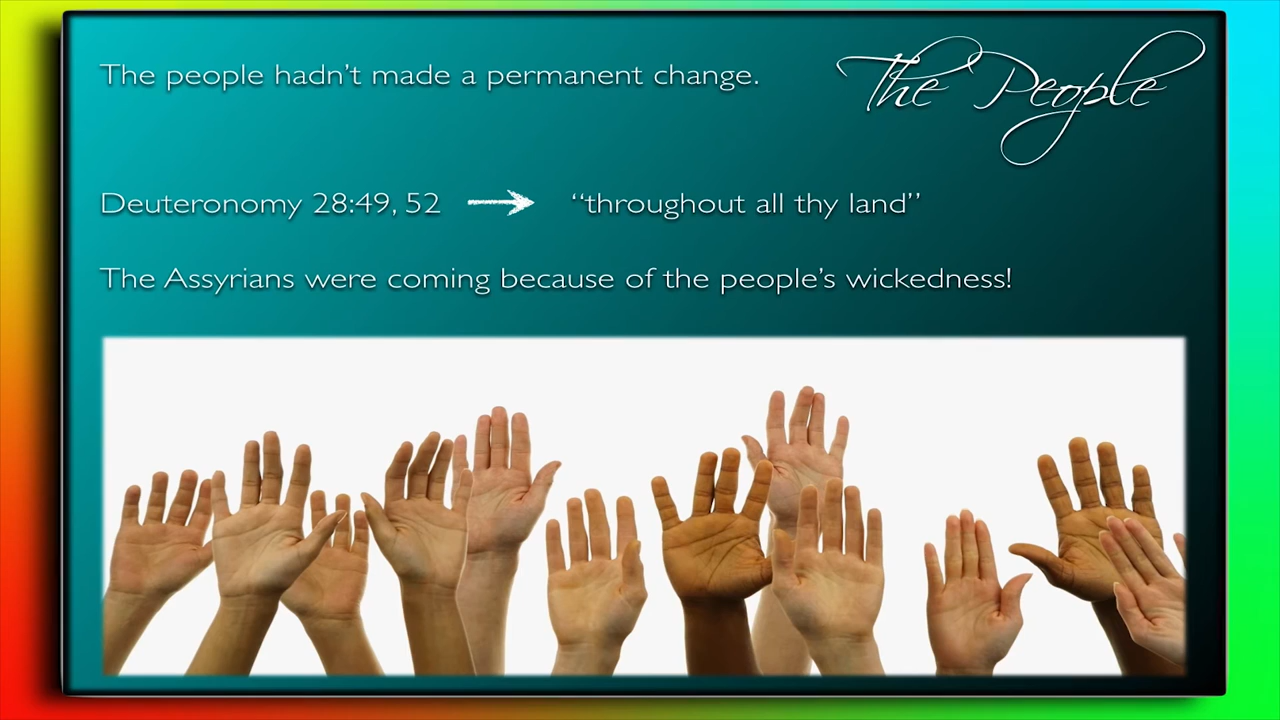 The People
The people hadn't made a permanent change.
Deuteronomy 28:49, 52 → “throughout all thy land”
The Assyrians were coming because of the people's wickedness!